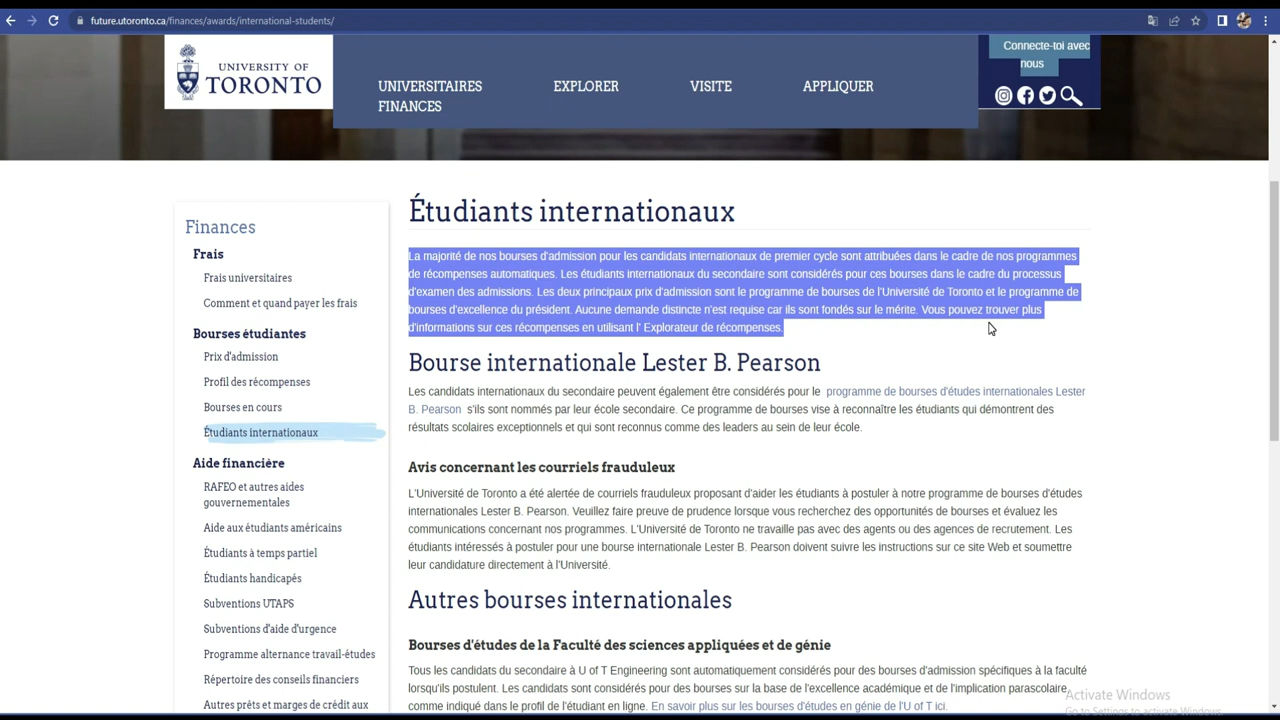 future.utoronto.ca/finances/awards/international-students/
UNIVERSITY OF
TORONTO
UNIVERSITAIRES
EXPLORER
VISITE
APPLIQUER
FINANCES
Connecte-toi avec
nous
Finances
Frais
Frais universitaires
Comment et quand payer les frais
Bourses étudiantes
Prix d'admission
Profil des récompenses
Bourses en cours
Étudiants internationaux
Aide financière
RAFEO et autres aides
gouvernementales
Aide aux étudiants américains
Étudiants à temps partiel
Étudiants handicapés
Subventions UTAPS
Subventions d'aide d'urgence
Programme alternance travail-études
Répertoire des conseils financiers
Autres prêts et marges de crédit aux
Étudiants internationaux
La majorité de nos bourses d'admission pour les candidats internationaux de premier cycle sont attribuées dans le cadre de nos programmes
de récompenses automatiques. Les étudiants internationaux du secondaire sont considérés pour ces bourses dans le cadre du processus
d'examen des admissions. Les deux principaux prix d'admission sont le programme de bourses de l'Université de Toronto et le programme de
bourses d'excellence du président. Aucune demande distincte n'est requise car ils sont fondés sur le mérite. Vous pouvez trouver plus
d'informations sur ces récompenses en utilisant l' Explorateur de récompenses.
Bourse internationale Lester B. Pearson
Les candidats internationaux du secondaire peuvent également être considérés pour le programme de bourses d'études internationales Lester
B. Pearson s'ils sont nommés par leur école secondaire. Ce programme de bourses vise à reconnaître les étudiants qui démontrent des
résultats scolaires exceptionnels et qui sont reconnus comme des leaders au sein de leur école.
Avis concernant les courriels frauduleux
L'Université de Toronto a été alertée de courriels frauduleux proposant d'aider les étudiants à postuler à notre programme de bourses d'études
internationales Lester B. Pearson. Veuillez faire preuve de prudence lorsque vous recherchez des opportunités de bourses et évaluez les
communications concernant nos programmes. L'Université de Toronto ne travaille pas avec des agents ou des agences de recrutement. Les
étudiants intéressés à postuler pour une bourse internationale Lester B. Pearson doivent suivre les instructions sur ce site Web et soumettre
leur candidature directement à l'Université.
Autres bourses internationales
Bourses d'études de la Faculté des sciences appliquées et de génie
Tous les candidats du secondaire à U of T Engineering sont automatiquement considérés pour des bourses d'admission spécifiques à la faculté
lorsqu'ils postulent. Les candidats sont considérés pour des bourses sur la base de l'excellence académique et de l'implication parascolaire,
comme indiqué dans le profil de l'étudiant en ligne. En savoir plus sur les bourses d'études en génie de l'U of T ici.
Activate Windows
Go to Settings to activate Windows.